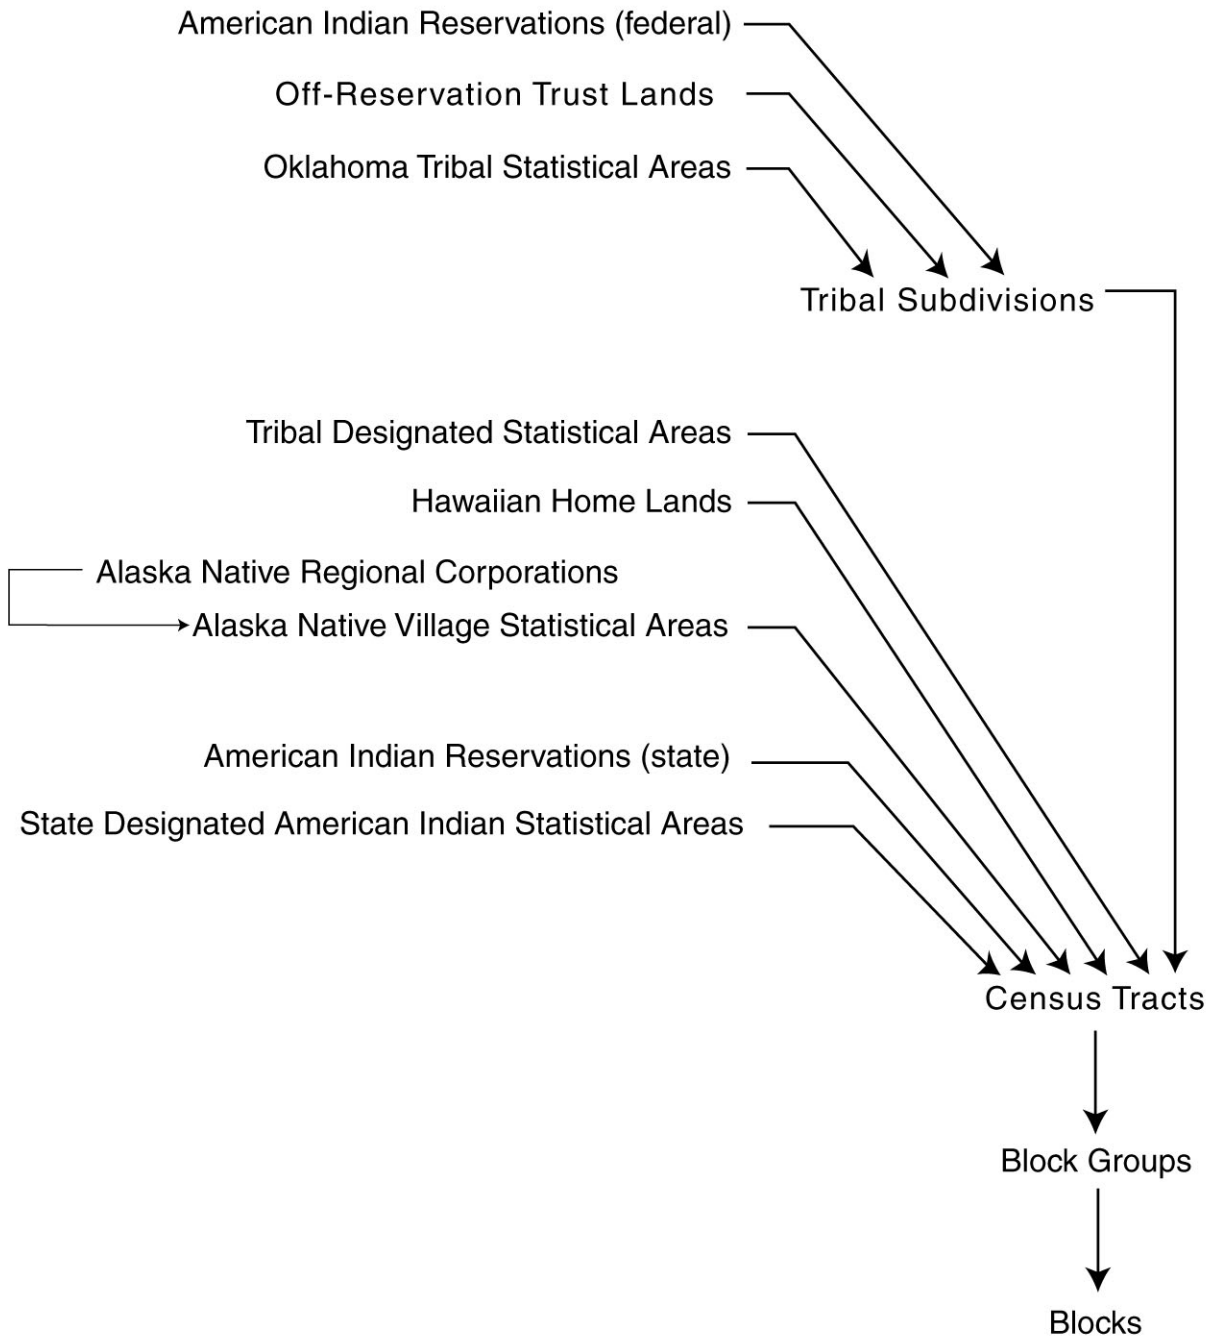 American Indian Reservations (federal)
Off-Reservation Trust Lands
Oklahoma Tribal Statistical Areas
Tribal Subdivisions
Tribal Designated Statistical Areas
Hawaiian Home Lands
Alaska Native Regional Corporations
Alaska Native Village Statistical Areas
American Indian Reservations (state)
State Designated American Indian Statistical Areas
Census Tracts
Block Groups
Blocks